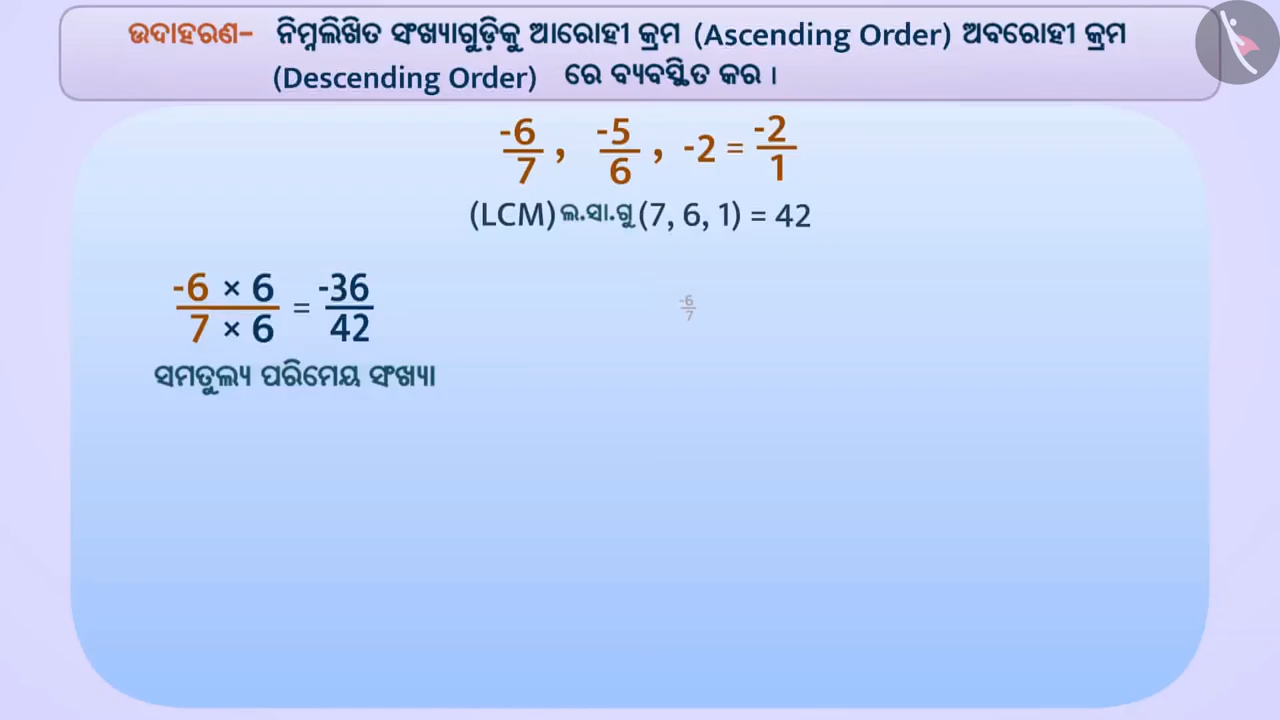 ଉଦାହରଣ– ନିମ୍ନଲିଖିତ ସଂଖ୍ୟାଗୁଡ଼ିକୁ ଆରୋହୀ କ୍ରମ (Ascending Order) ଅବରୋହୀ କ୍ରମ
(Descending Order) ରେ ବ୍ୟବସ୍ଥିତ କର ।
-6/7 , -5/6 , -2 = -2/1
(LCM) ଲ.ସା.ଗୁ (7, 6, 1) = 42
-6 × 6 / 7 × 6 = -36/42
-6/7
ସମତୁଲ୍ୟ ପରିମେୟ ସଂଖ୍ୟା